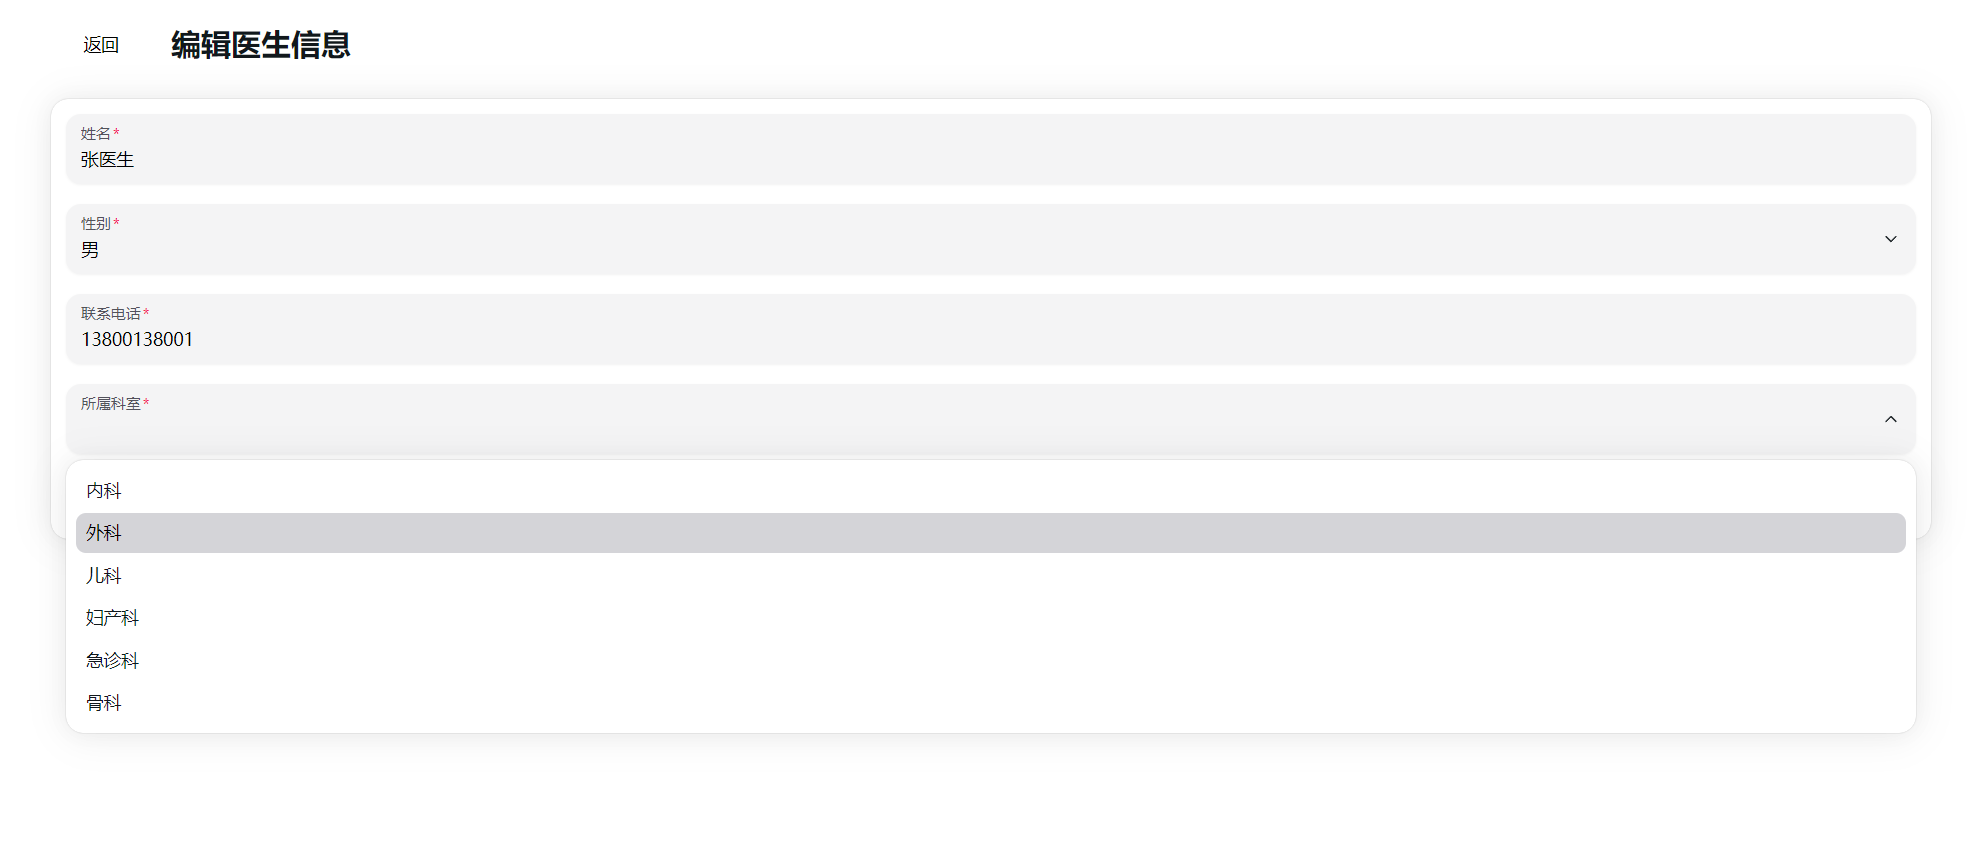 返回
编辑医生信息
姓名*
张医生
性别*
男
联系电话*
13800138001
所属科室*
内科
外科
儿科
妇产科
急诊科
骨科